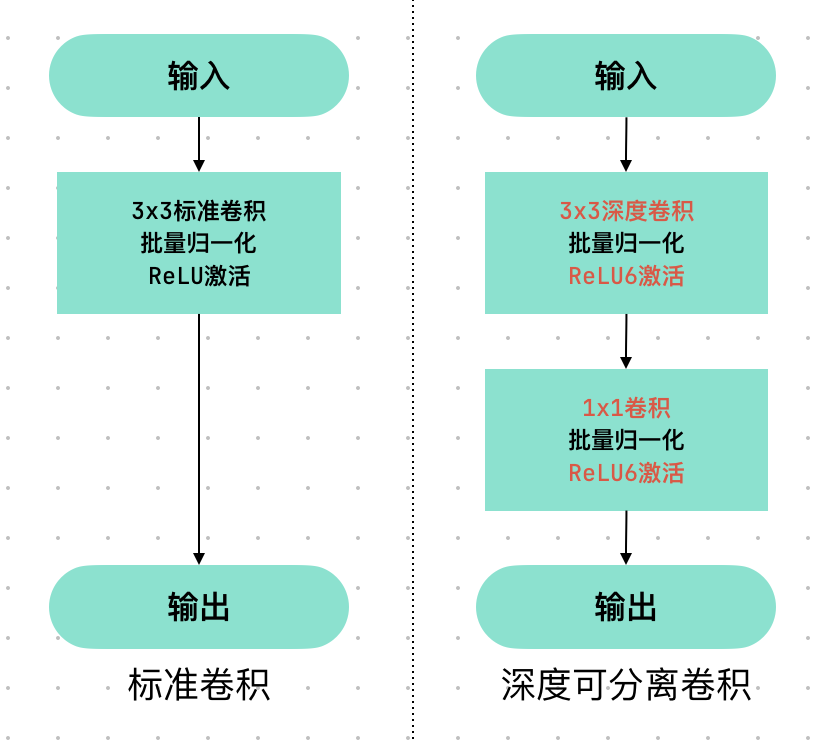 输入
3x3标准卷积
批量归一化
ReLU激活
输出
标准卷积
输入
3x3深度卷积
批量归一化
ReLU6激活
1x1卷积
批量归一化
ReLU6激活
输出
深度可分离卷积